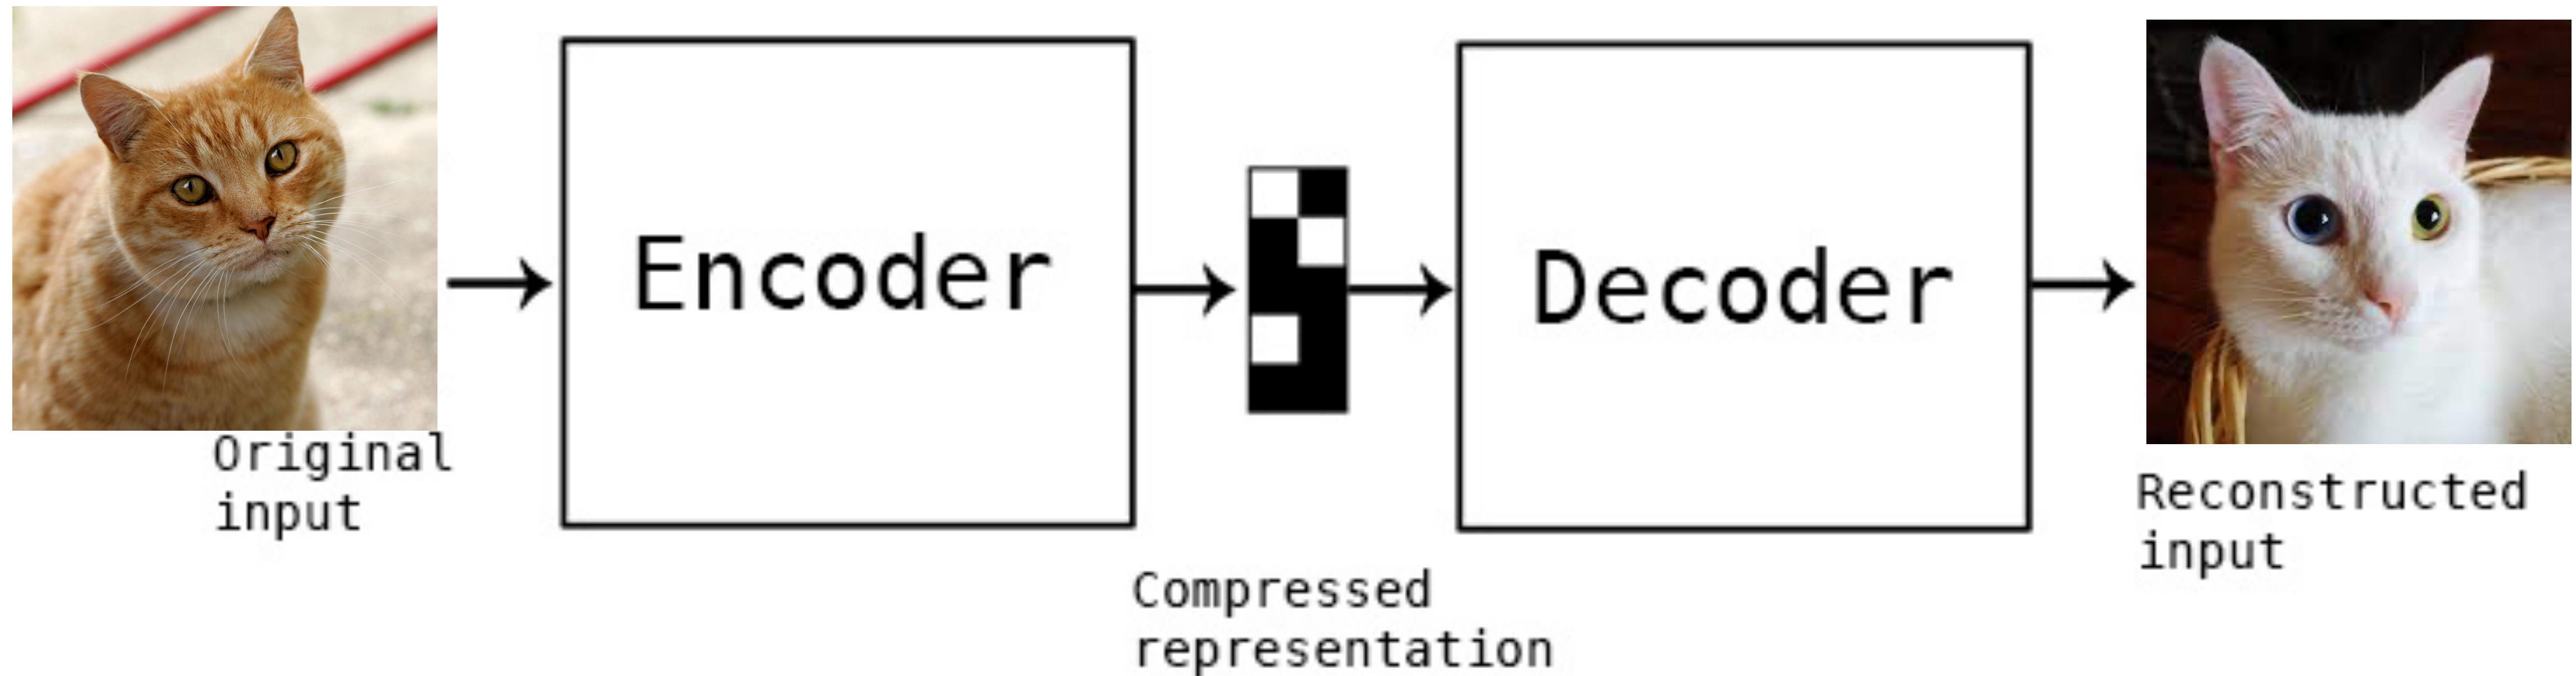 Encoder
Decoder
Original
input
Compressed
representation
Reconstructed
input